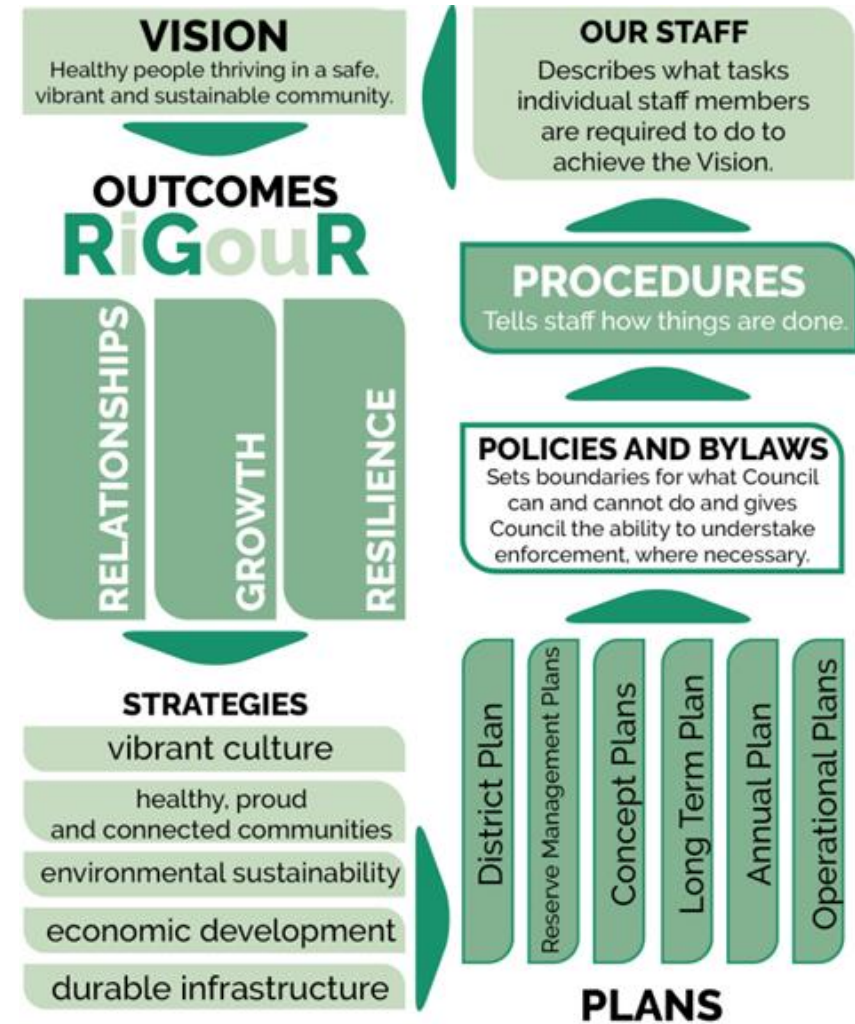 VISION
Healthy people thriving in a safe,
vibrant and sustainable community.
OUTCOMES
RiGouR
RELATIONSHIPS
GROWTH
RESILIENCE
STRATEGIES
vibrant culture
healthy, proud
and connected communities
environmental sustainability
economic development
durable infrastructure
PLANS
District Plan
Reserve Management Plans
Concept Plans
Long Term Plan
Annual Plan
Operational Plans
POLICIES AND BYLAWS
Sets boundaries for what Council
can and cannot do and gives
Council the ability to understake
enforcement, where necessary.
PROCEDURES
Tells staff how things are done.
OUR STAFF
Describes what tasks
individual staff members
are required to do to
achieve the Vision.